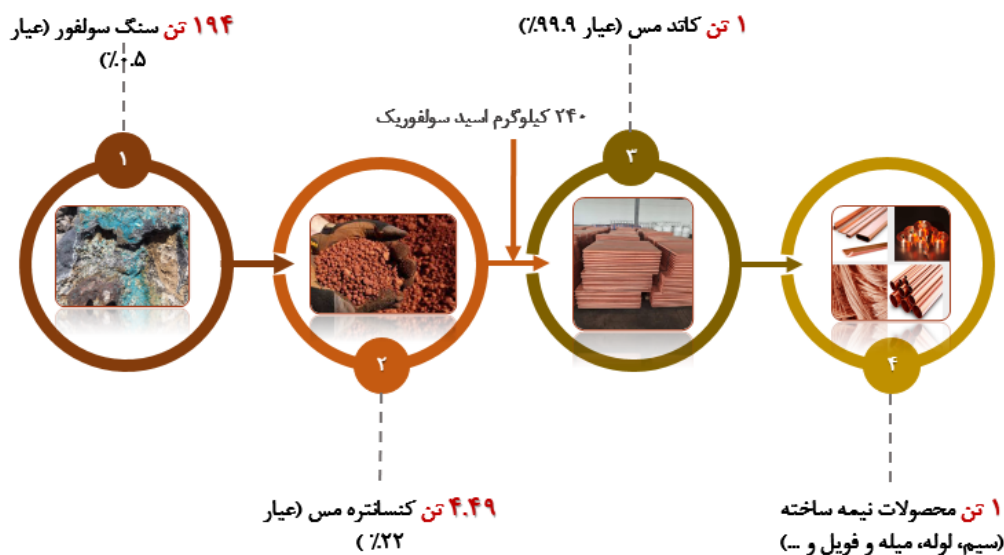 ۱۹۴ تن سنگ سولفور (عیار
۰.۵٪)
۱ تن کاتد مس (عیار ۹۹.۹٪)
۲۴۰ کیلوگرم اسید سولفوریک
۱
۲
۳
۴
۴.۴۹ تن کنسانتره مس (عیار
۲۲٪ )
۱ تن محصولات نیمه ساخته
(سیم، لوله، میله و فویل و ...)